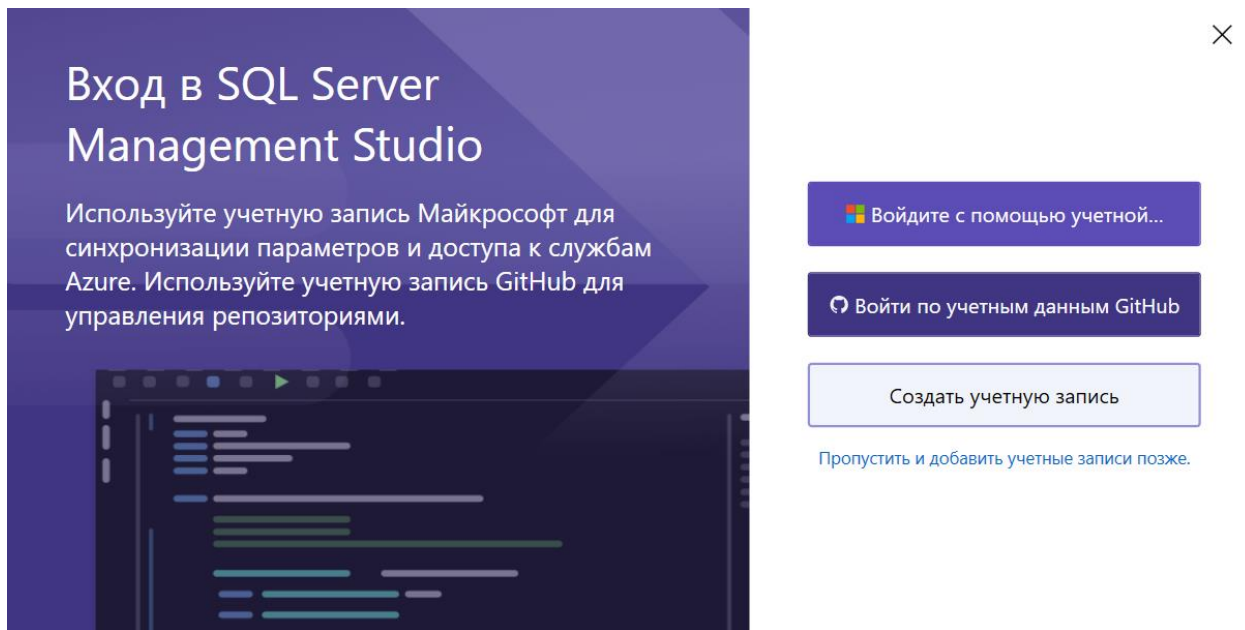 Вход в SQL Server
Management Studio
Используйте учетную запись Майкрософт для
синхронизации параметров и доступа к службам
Azure. Используйте учетную запись GitHub для
управления репозиториями.
Войдите с помощью учетной...
Войти по учетным данным GitHub
Создать учетную запись
Пропустить и добавить учетные записи позже.